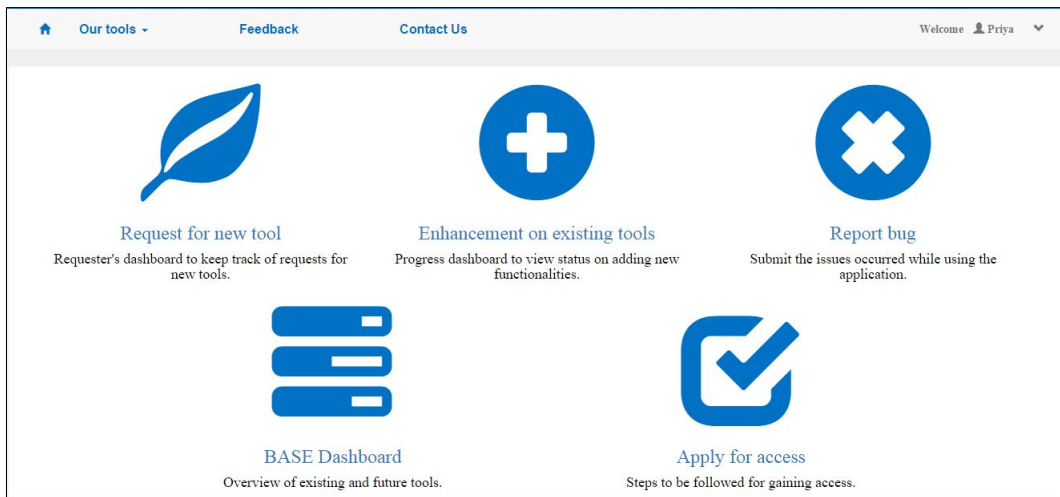 Our tools Feedback Contact Us Welcome Priya
Request for new tool
Requester's dashboard to keep track of requests for
new tools.
Enhancement on existing tools
Progress dashboard to view status on adding new
functionalities.
Report bug
Submit the issues occurred while using the
application.
BASE Dashboard
Overview of existing and future tools.
Apply for access
Steps to be followed for gaining access.